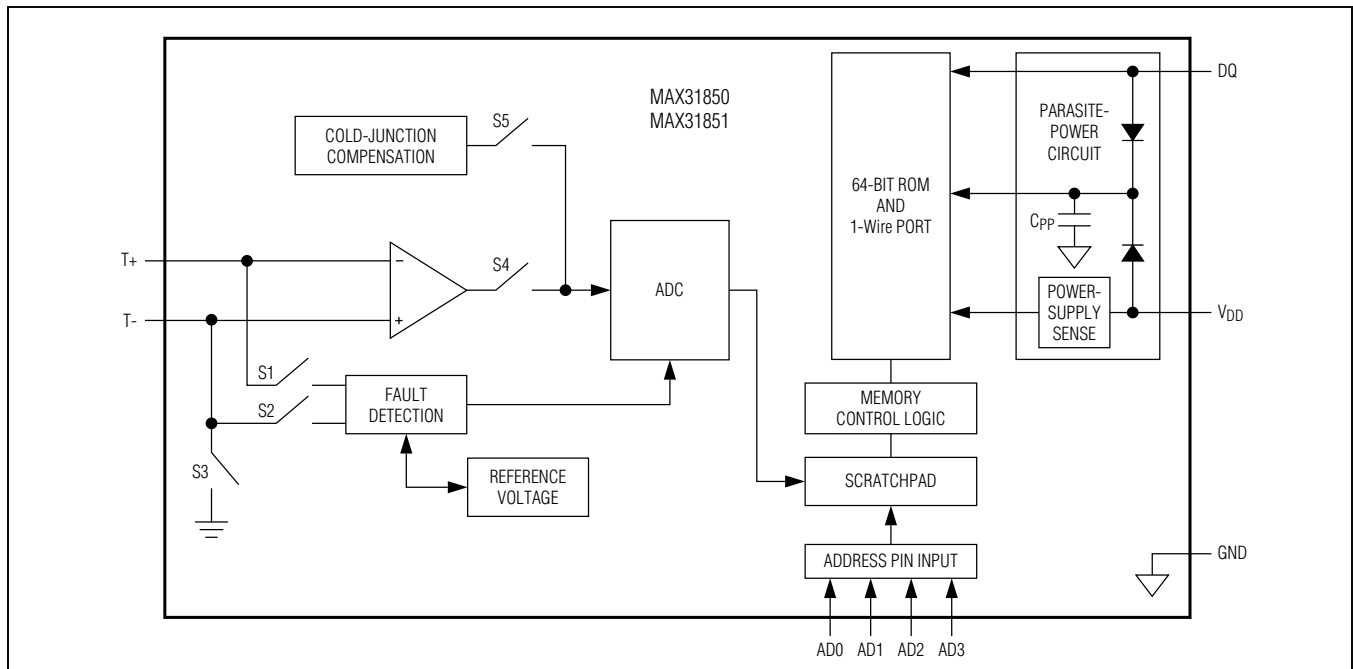 MAX31850
MAX31851
COLD-JUNCTION
COMPENSATION
S5
T+
T-
−
+
S4
ADC
S1
S2
S3
FAULT
DETECTION
REFERENCE
VOLTAGE
64-BIT ROM
AND
1-Wire PORT
PARASITE-
POWER
CIRCUIT
CPP
POWER-
SUPPLY
SENSE
DQ
VDD
MEMORY
CONTROL LOGIC
SCRATCHPAD
ADDRESS PIN INPUT
GND
AD0 AD1 AD2 AD3